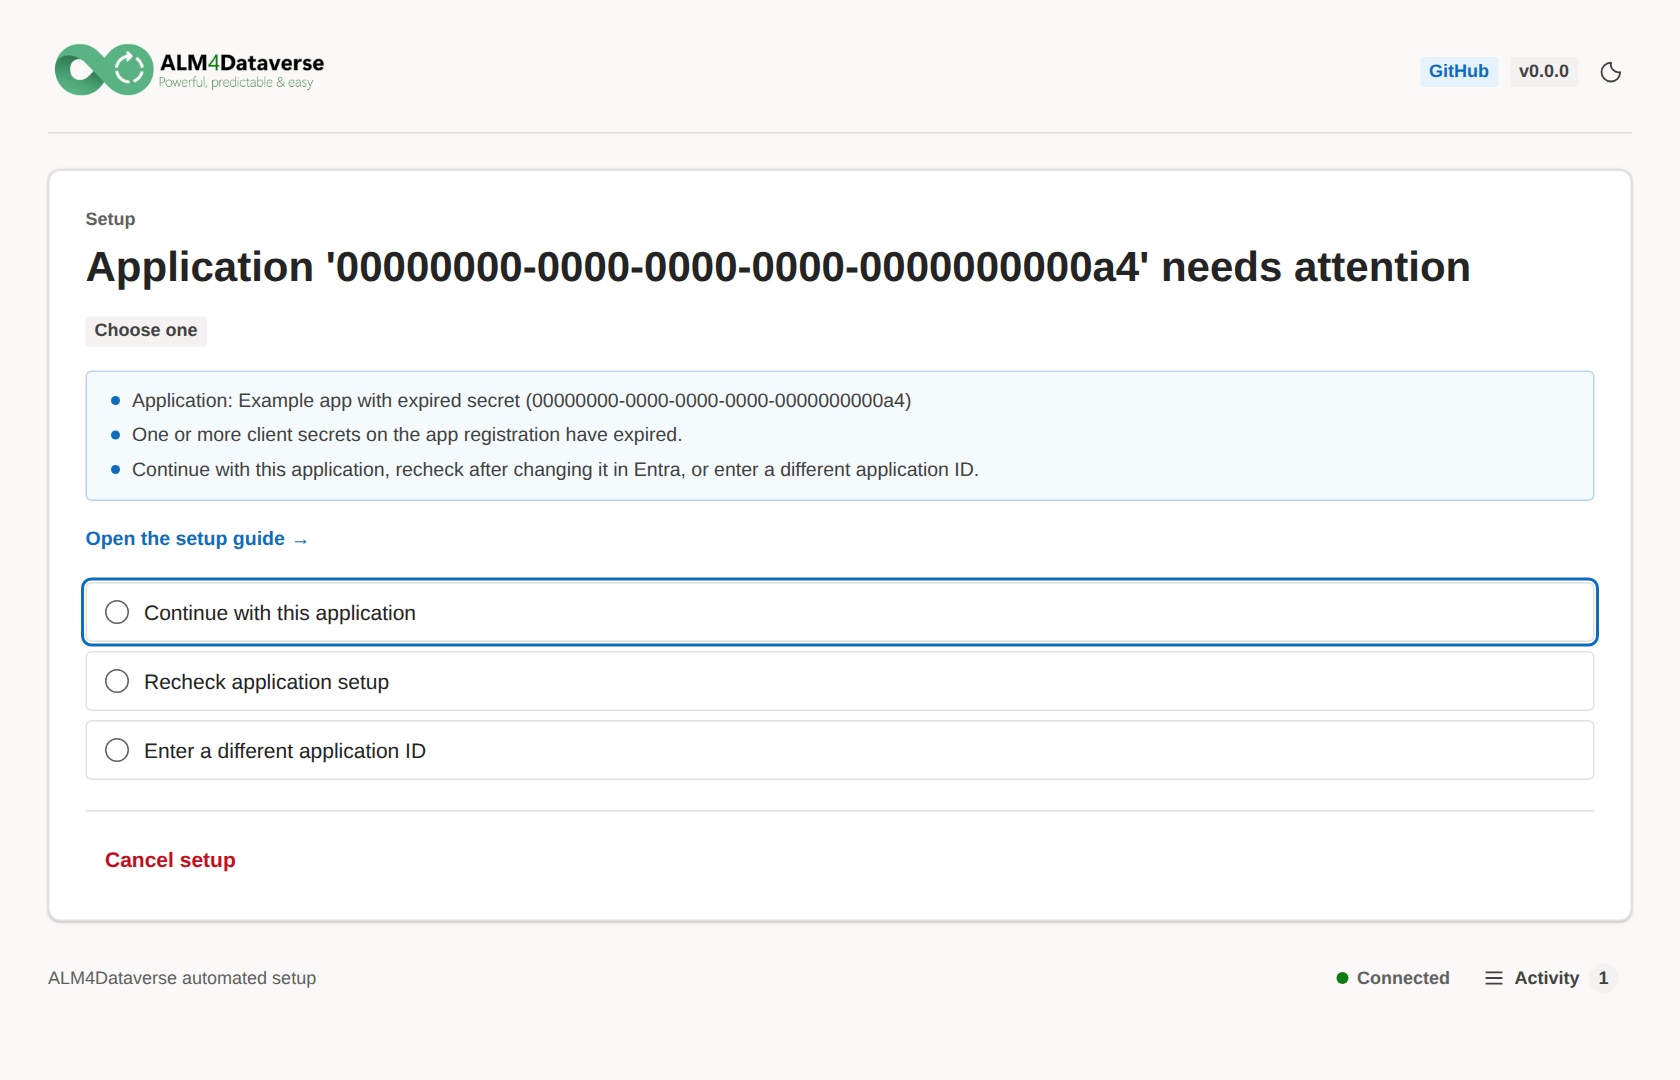 ALM4Dataverse
Powerful, predictable & easy
GitHub
v0.0.0
Setup
Application '00000000-0000-0000-0000-0000000000a4' needs attention
Choose one
Application: Example app with expired secret (00000000-0000-0000-0000-0000000000a4)
One or more client secrets on the app registration have expired.
Continue with this application, recheck after changing it in Entra, or enter a different application ID.
Open the setup guide →
Continue with this application
Recheck application setup
Enter a different application ID
Cancel setup
ALM4Dataverse automated setup
Connected
Activity 1